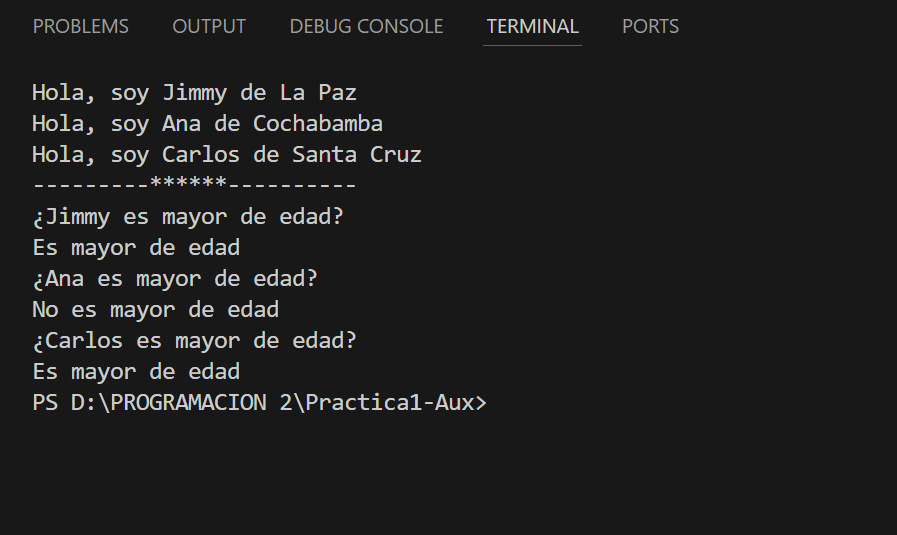 PROBLEMS OUTPUT DEBUG CONSOLE TERMINAL PORTS
Hola, soy Jimmy de La Paz
Hola, soy Ana de Cochabamba
Hola, soy Carlos de Santa Cruz
---------******----------
¿Jimmy es mayor de edad?
Es mayor de edad
¿Ana es mayor de edad?
No es mayor de edad
¿Carlos es mayor de edad?
Es mayor de edad
PS D:\PROGRAMACION 2\Practica1-Aux>